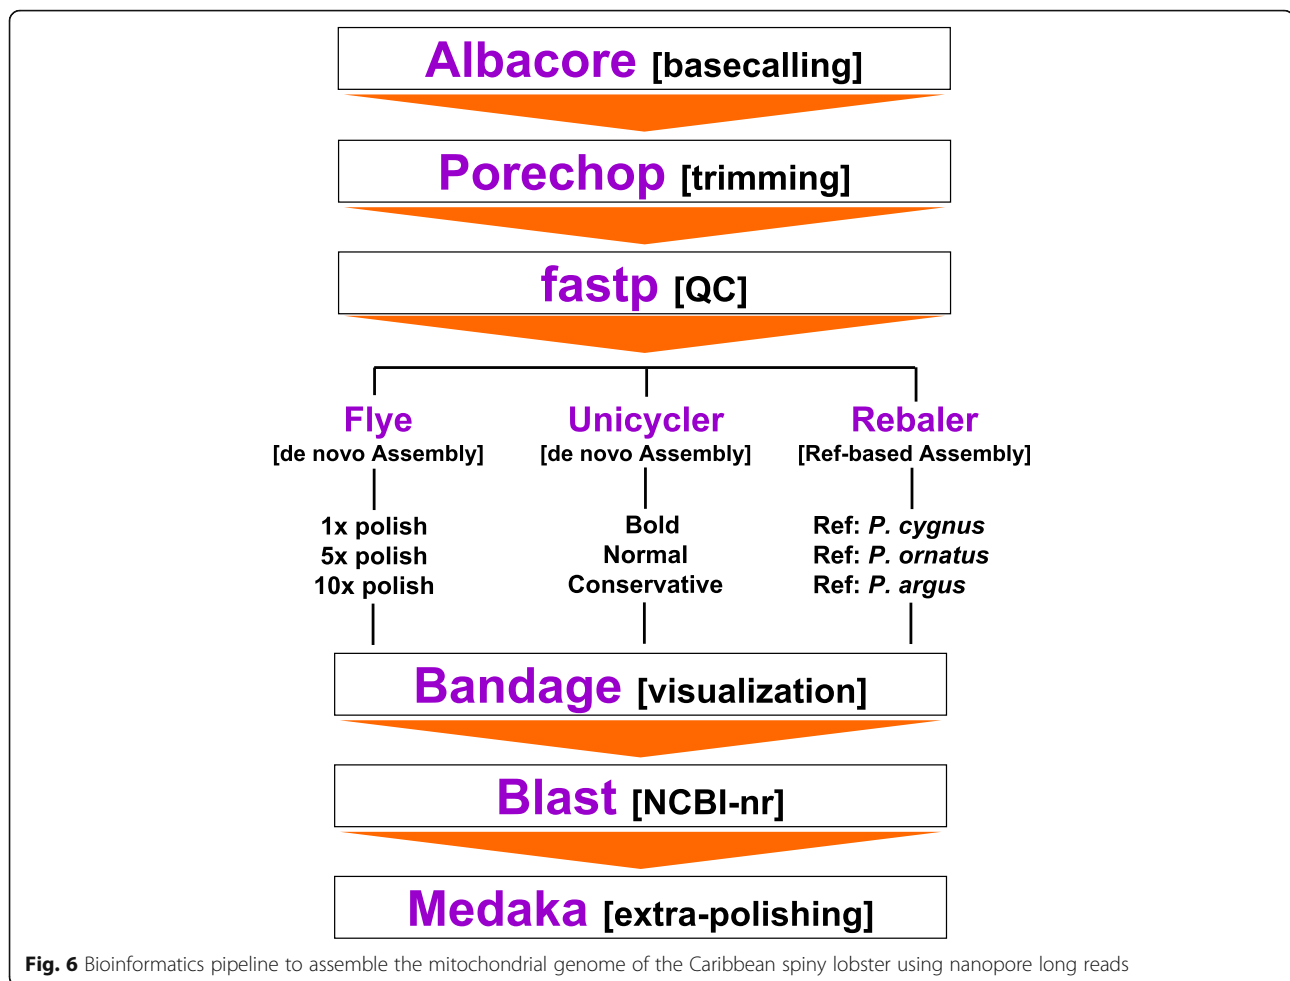 Albacore [basecalling]
Porechop [trimming]
fastp [QC]
Flye
[de novo Assembly]
1x polish
5x polish
10x polish
Unicycler
[de novo Assembly]
Bold
Normal
Conservative
Rebaler
[Ref-based Assembly]
Ref: P. cygnus
Ref: P. ornatus
Ref: P. argus
Bandage [visualization]
Blast [NCBI-nr]
Medaka [extra-polishing]
Fig. 6 Bioinformatics pipeline to assemble the mitochondrial genome of the Caribbean spiny lobster using nanopore long reads